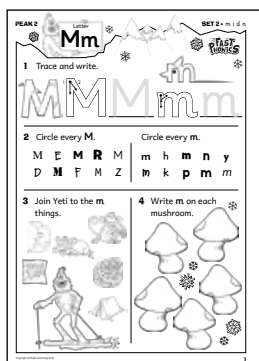 PEAK 2
Letter
Mm
SET 2 • m i d n
FAST PHONICS
1 Trace and write.
m
M M M m m
2 Circle every M.
M E M R M
D M F M Z
Circle every m.
m h m n y
m k p m m
3 Join Yeti to the m things.
4 Write m on each mushroom.
1